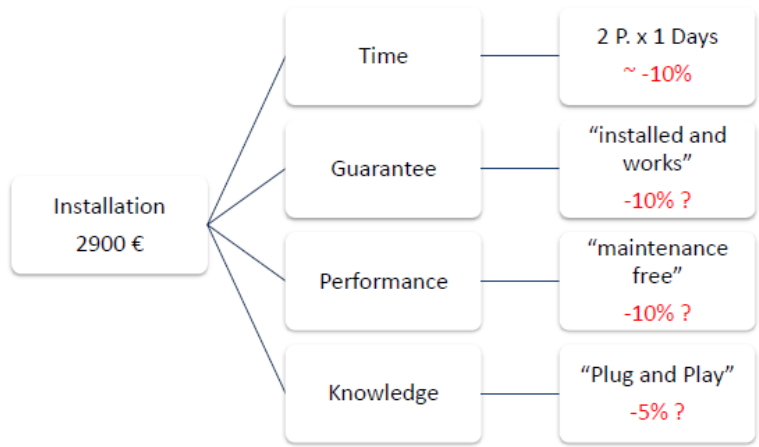 Installation
2900 €
Time
2 P. x 1 Days
~ -10%
Guarantee
“installed and
works”
-10% ?
Performance
“maintenance
free”
-10% ?
Knowledge
“Plug and Play”
-5% ?